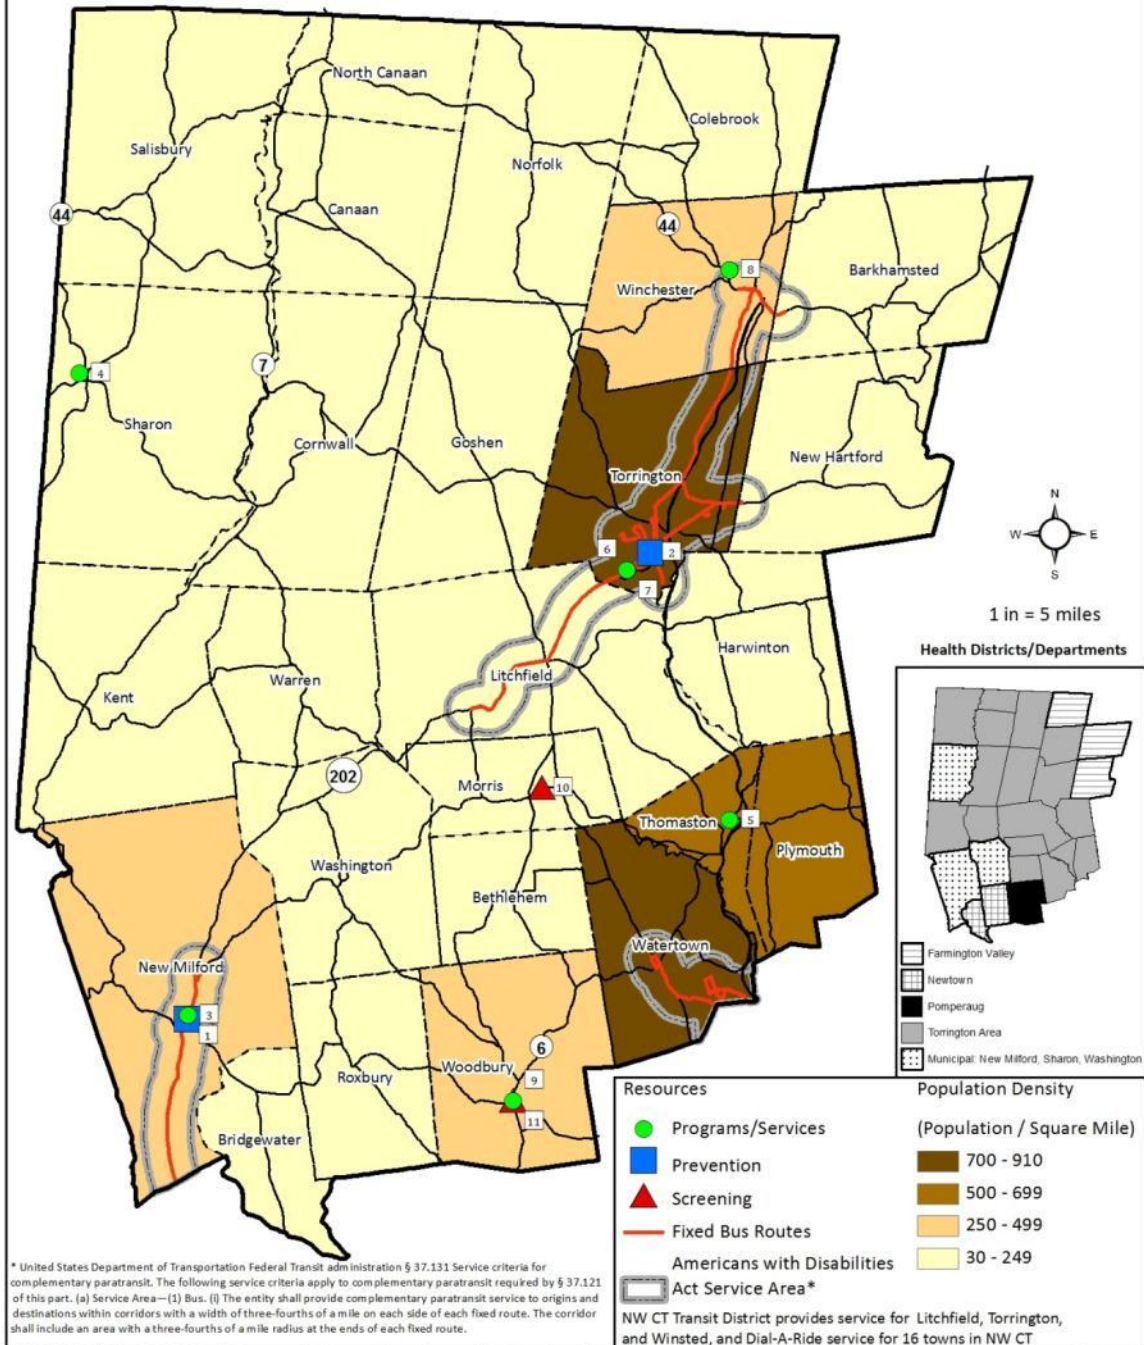 North Canaan
Colebrook
Salisbury
Norfolk
Canaan
44
44
8
Barkhamsted
Winchester
7
4
Sharon
Cornwall
Goshen
New Hartford
Torrington
N
W E
S
6
2
7
1 in = 5 miles
Harwinton
Health Districts/Departments
Litchfield
Warren
Kent
202
Morris
10
Thomaston
5
Plymouth
Washington
Bethlehem
Watertown
New Milford
3
1
6
Woodbury
9
Roxbury
11
Bridgewater
Farmington Valley
Newtown
Pomperaug
Torrington Area
Municipal: New Milford, Sharon, Washington
Resources
Programs/Services
Prevention
Screening
Fixed Bus Routes
Americans with Disabilities
Act Service Area*
Population Density
(Population / Square Mile)
700 - 910
500 - 699
250 - 499
30 - 249
NW CT Transit District provides service for Litchfield, Torrington,
and Winsted, and Dial-A-Ride service for 16 towns in NW CT
* United States Department of Transportation Federal Transit administration § 37.131 Service criteria for
complementary paratransit. The following service criteria apply to complementary paratransit required by § 37.121
of this part. (a) Service Area—(1) Bus. (i) The entity shall provide complementary paratransit service to origins and
destinations within corridors with a width of three-fourths of a mile on each side of each fixed route. The corridor
shall include an area with a three-fourths of a mile radius at the ends of each fixed route.